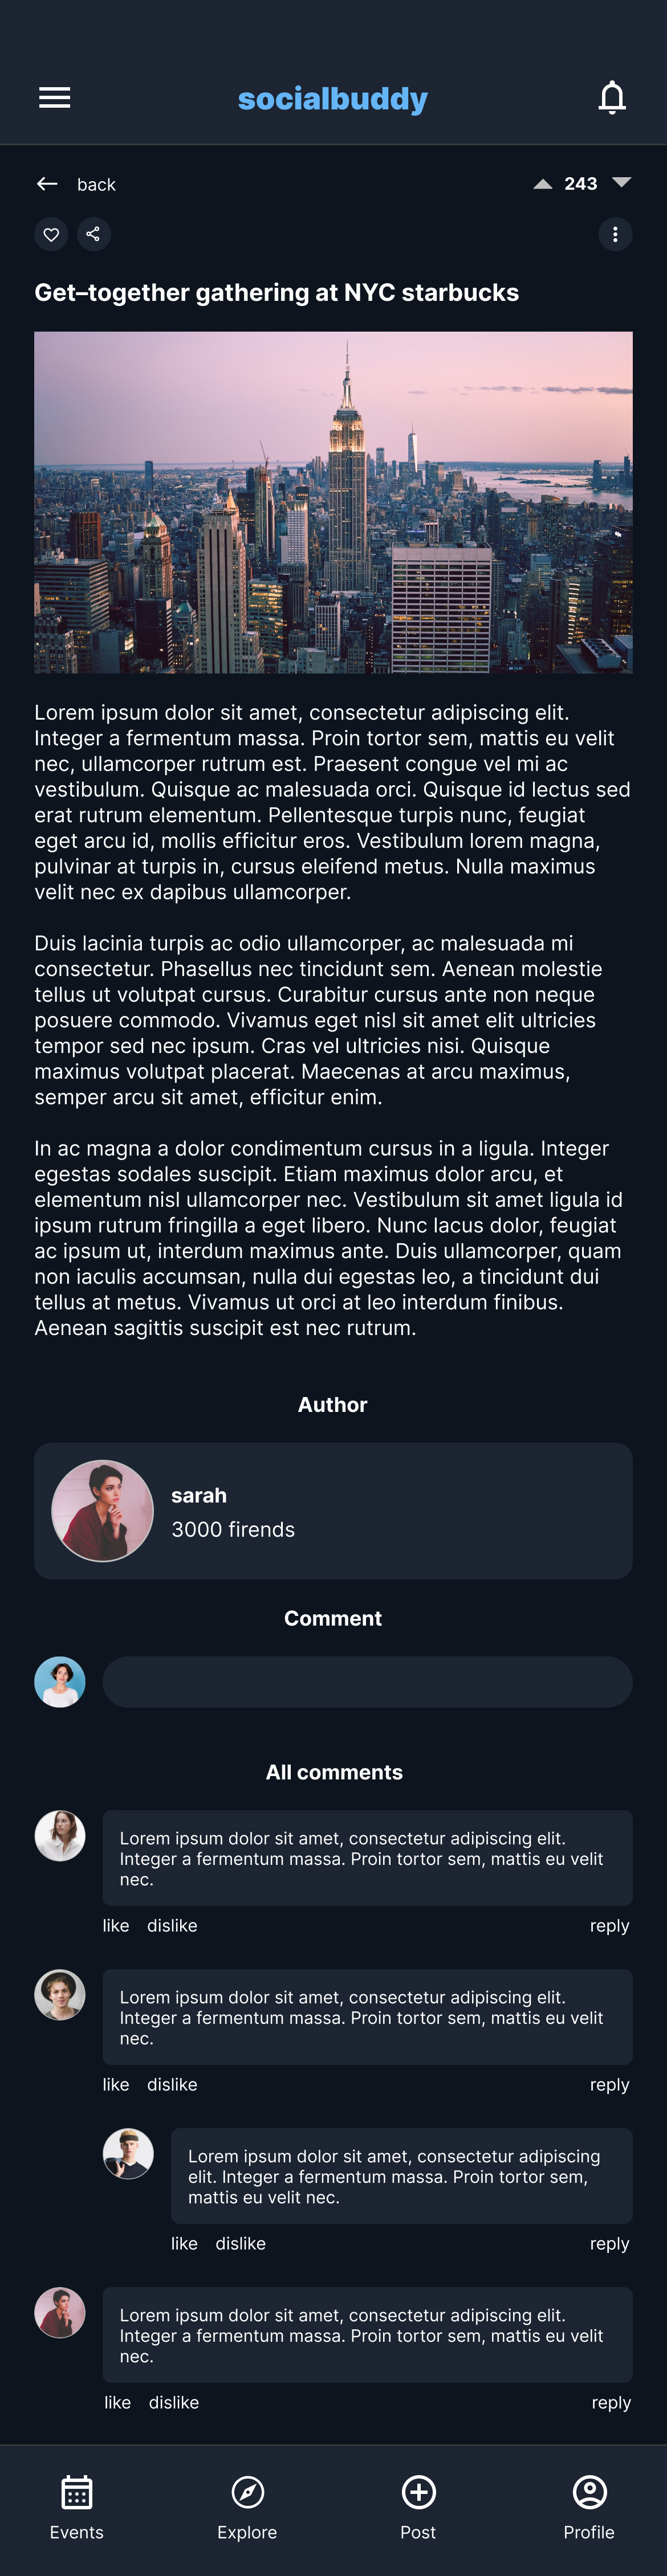 socialbuddy
back
243
Get–together gathering at NYC starbucks
Lorem ipsum dolor sit amet, consectetur adipiscing elit.
Integer a fermentum massa. Proin tortor sem, mattis eu velit
nec, ullamcorper rutrum est. Praesent congue vel mi ac
vestibulum. Quisque ac malesuada orci. Quisque id lectus sed
erat rutrum elementum. Pellentesque turpis nunc, feugiat
eget arcu id, mollis efficitur eros. Vestibulum lorem magna,
pulvinar at turpis in, cursus eleifend metus. Nulla maximus
velit nec ex dapibus ullamcorper.
Duis lacinia turpis ac odio ullamcorper, ac malesuada mi
consectetur. Phasellus nec tincidunt sem. Aenean molestie
tellus ut volutpat cursus. Curabitur cursus ante non neque
posuere commodo. Vivamus eget nisl sit amet elit ultricies
tempor sed nec ipsum. Cras vel ultricies nisi. Quisque
maximus volutpat placerat. Maecenas at arcu maximus,
semper arcu sit amet, efficitur enim.
In ac magna a dolor condimentum cursus in a ligula. Integer
egestas sodales suscipit. Etiam maximus dolor arcu, et
elementum nisl ullamcorper nec. Vestibulum sit amet ligula id
ipsum rutrum fringilla a eget libero. Nunc lacus dolor, feugiat
ac ipsum ut, interdum maximus ante. Duis ullamcorper, quam
non iaculis accumsan, nulla dui egestas leo, a tincidunt dui
tellus at metus. Vivamus ut orci at leo interdum finibus.
Aenean sagittis suscipit est nec rutrum.
Author
sarah
3000 firends
Comment
All comments
Lorem ipsum dolor sit amet, consectetur adipiscing elit.
Integer a fermentum massa. Proin tortor sem, mattis eu velit
nec.
like dislike reply
Lorem ipsum dolor sit amet, consectetur adipiscing elit.
Integer a fermentum massa. Proin tortor sem, mattis eu velit
nec.
like dislike reply
Lorem ipsum dolor sit amet, consectetur adipiscing
elit. Integer a fermentum massa. Proin tortor sem,
mattis eu velit nec.
like dislike reply
Lorem ipsum dolor sit amet, consectetur adipiscing elit.
Integer a fermentum massa. Proin tortor sem, mattis eu velit
nec.
like dislike reply
Events Explore Post Profile